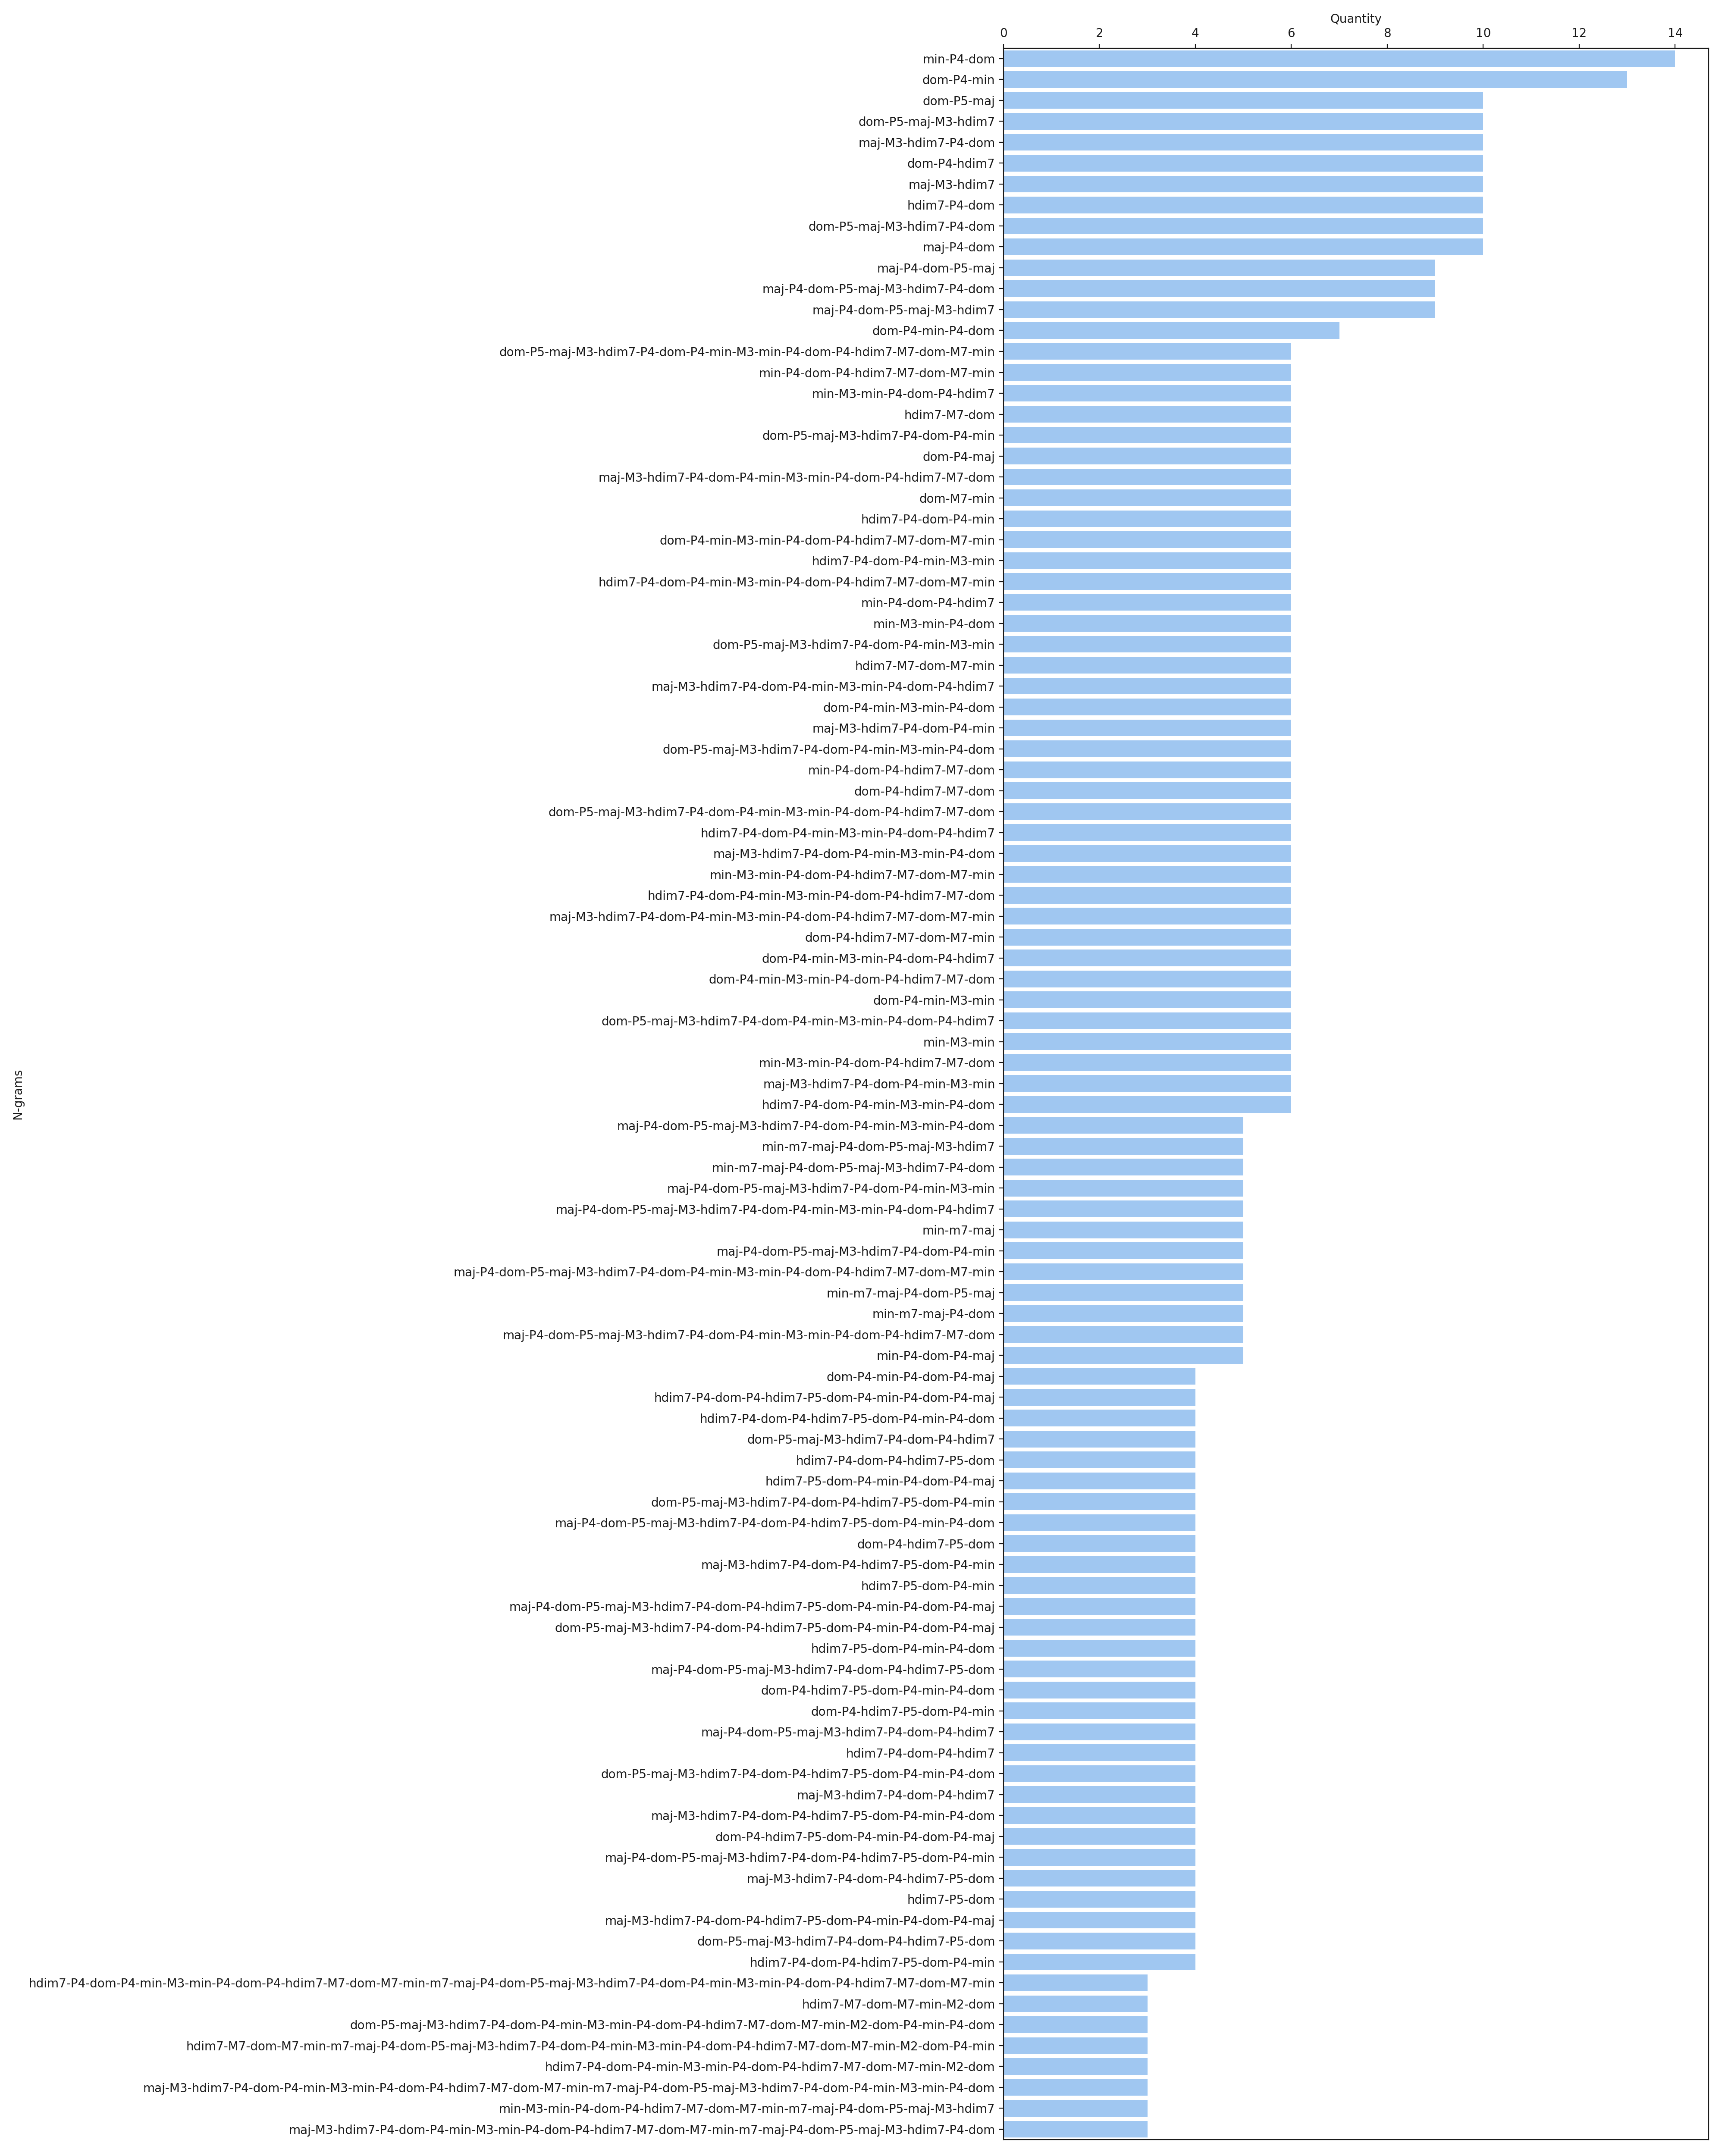 Quantity
0 2 4 6 8 10 12 14
min-P4-dom
dom-P4-min
dom-P5-maj
dom-P5-maj-M3-hdim7
maj-M3-hdim7-P4-dom
dom-P4-hdim7
maj-M3-hdim7
hdim7-P4-dom
dom-P5-maj-M3-hdim7-P4-dom
maj-P4-dom
maj-P4-dom-P5-maj
maj-P4-dom-P5-maj-M3-hdim7-P4-dom
maj-P4-dom-P5-maj-M3-hdim7
dom-P4-min-P4-dom
dom-P5-maj-M3-hdim7-P4-dom-P4-min-M3-min-P4-dom-P4-hdim7-M7-dom-M7-min
min-P4-dom-P4-hdim7-M7-dom-M7-min
min-M3-min-P4-dom-P4-hdim7
hdim7-M7-dom
dom-P5-maj-M3-hdim7-P4-dom-P4-min
dom-P4-maj
maj-M3-hdim7-P4-dom-P4-min-M3-min-P4-dom-P4-hdim7-M7-dom
dom-M7-min
hdim7-P4-dom-P4-min
dom-P4-min-M3-min-P4-dom-P4-hdim7-M7-dom-M7-min
hdim7-P4-dom-P4-min-M3-min
hdim7-P4-dom-P4-min-M3-min-P4-dom-P4-hdim7-M7-dom-M7-min
min-P4-dom-P4-hdim7
min-M3-min-P4-dom
dom-P5-maj-M3-hdim7-P4-dom-P4-min-M3-min
hdim7-M7-dom-M7-min
maj-M3-hdim7-P4-dom-P4-min-M3-min-P4-dom-P4-hdim7
dom-P4-min-M3-min-P4-dom
maj-M3-hdim7-P4-dom-P4-min
dom-P5-maj-M3-hdim7-P4-dom-P4-min-M3-min-P4-dom
min-P4-dom-P4-hdim7-M7-dom
dom-P4-hdim7-M7-dom
dom-P5-maj-M3-hdim7-P4-dom-P4-min-M3-min-P4-dom-P4-hdim7-M7-dom
hdim7-P4-dom-P4-min-M3-min-P4-dom-P4-hdim7
maj-M3-hdim7-P4-dom-P4-min-M3-min-P4-dom
min-M3-min-P4-dom-P4-hdim7-M7-dom-M7-min
hdim7-P4-dom-P4-min-M3-min-P4-dom-P4-hdim7-M7-dom
maj-M3-hdim7-P4-dom-P4-min-M3-min-P4-dom-P4-hdim7-M7-dom-M7-min
dom-P4-hdim7-M7-dom-M7-min
dom-P4-min-M3-min-P4-dom-P4-hdim7
dom-P4-min-M3-min-P4-dom-P4-hdim7-M7-dom
dom-P4-min-M3-min
dom-P5-maj-M3-hdim7-P4-dom-P4-min-M3-min-P4-dom-P4-hdim7
min-M3-min
min-M3-min-P4-dom-P4-hdim7-M7-dom
maj-M3-hdim7-P4-dom-P4-min-M3-min
N-grams
hdim7-P4-dom-P4-min-M3-min-P4-dom
maj-P4-dom-P5-maj-M3-hdim7-P4-dom-P4-min-M3-min-P4-dom
min-m7-maj-P4-dom-P5-maj-M3-hdim7
min-m7-maj-P4-dom-P5-maj-M3-hdim7-P4-dom
maj-P4-dom-P5-maj-M3-hdim7-P4-dom-P4-min-M3-min
maj-P4-dom-P5-maj-M3-hdim7-P4-dom-P4-min-M3-min-P4-dom-P4-hdim7
min-m7-maj
maj-P4-dom-P5-maj-M3-hdim7-P4-dom-P4-min
maj-P4-dom-P5-maj-M3-hdim7-P4-dom-P4-min-M3-min-P4-dom-P4-hdim7-M7-dom-M7-min
min-m7-maj-P4-dom-P5-maj
min-m7-maj-P4-dom
maj-P4-dom-P5-maj-M3-hdim7-P4-dom-P4-min-M3-min-P4-dom-P4-hdim7-M7-dom
min-P4-dom-P4-maj
dom-P4-min-P4-dom-P4-maj
hdim7-P4-dom-P4-hdim7-P5-dom-P4-min-P4-dom-P4-maj
hdim7-P4-dom-P4-hdim7-P5-dom-P4-min-P4-dom
dom-P5-maj-M3-hdim7-P4-dom-P4-hdim7
hdim7-P4-dom-P4-hdim7-P5-dom
hdim7-P5-dom-P4-min-P4-dom-P4-maj
dom-P5-maj-M3-hdim7-P4-dom-P4-hdim7-P5-dom-P4-min
maj-P4-dom-P5-maj-M3-hdim7-P4-dom-P4-hdim7-P5-dom-P4-min-P4-dom
dom-P4-hdim7-P5-dom
maj-M3-hdim7-P4-dom-P4-hdim7-P5-dom-P4-min
hdim7-P5-dom-P4-min
maj-P4-dom-P5-maj-M3-hdim7-P4-dom-P4-hdim7-P5-dom-P4-min-P4-dom-P4-maj
dom-P5-maj-M3-hdim7-P4-dom-P4-hdim7-P5-dom-P4-min-P4-dom-P4-maj
hdim7-P5-dom-P4-min-P4-dom
maj-P4-dom-P5-maj-M3-hdim7-P4-dom-P4-hdim7-P5-dom
dom-P4-hdim7-P5-dom-P4-min-P4-dom
dom-P4-hdim7-P5-dom-P4-min
maj-P4-dom-P5-maj-M3-hdim7-P4-dom-P4-hdim7
hdim7-P4-dom-P4-hdim7
dom-P5-maj-M3-hdim7-P4-dom-P4-hdim7-P5-dom-P4-min-P4-dom
maj-M3-hdim7-P4-dom-P4-hdim7
maj-M3-hdim7-P4-dom-P4-hdim7-P5-dom-P4-min-P4-dom
dom-P4-hdim7-P5-dom-P4-min-P4-dom-P4-maj
maj-P4-dom-P5-maj-M3-hdim7-P4-dom-P4-hdim7-P5-dom-P4-min
maj-M3-hdim7-P4-dom-P4-hdim7-P5-dom
hdim7-P5-dom
maj-M3-hdim7-P4-dom-P4-hdim7-P5-dom-P4-min-P4-dom-P4-maj
dom-P5-maj-M3-hdim7-P4-dom-P4-hdim7-P5-dom
hdim7-P4-dom-P4-hdim7-P5-dom-P4-min
hdim7-P4-dom-P4-min-M3-min-P4-dom-P4-hdim7-M7-dom-M7-min-m7-maj-P4-dom-P5-maj-M3-hdim7-P4-dom-P4-min-M3-min-P4-dom-P4-hdim7-M7-dom-M7-min
hdim7-M7-dom-M7-min-M2-dom
dom-P5-maj-M3-hdim7-P4-dom-P4-min-M3-min-P4-dom-P4-hdim7-M7-dom-M7-min-M2-dom-P4-min-P4-dom
hdim7-M7-dom-M7-min-m7-maj-P4-dom-P5-maj-M3-hdim7-P4-dom-P4-min-M3-min-P4-dom-P4-hdim7-M7-dom-M7-min-M2-dom-P4-min
hdim7-P4-dom-P4-min-M3-min-P4-dom-P4-hdim7-M7-dom-M7-min-M2-dom
maj-M3-hdim7-P4-dom-P4-min-M3-min-P4-dom-P4-hdim7-M7-dom-M7-min-m7-maj-P4-dom-P5-maj-M3-hdim7-P4-dom-P4-min-M3-min-P4-dom
min-M3-min-P4-dom-P4-hdim7-M7-dom-M7-min-m7-maj-P4-dom-P5-maj-M3-hdim7
maj-M3-hdim7-P4-dom-P4-min-M3-min-P4-dom-P4-hdim7-M7-dom-M7-min-m7-maj-P4-dom-P5-maj-M3-hdim7-P4-dom